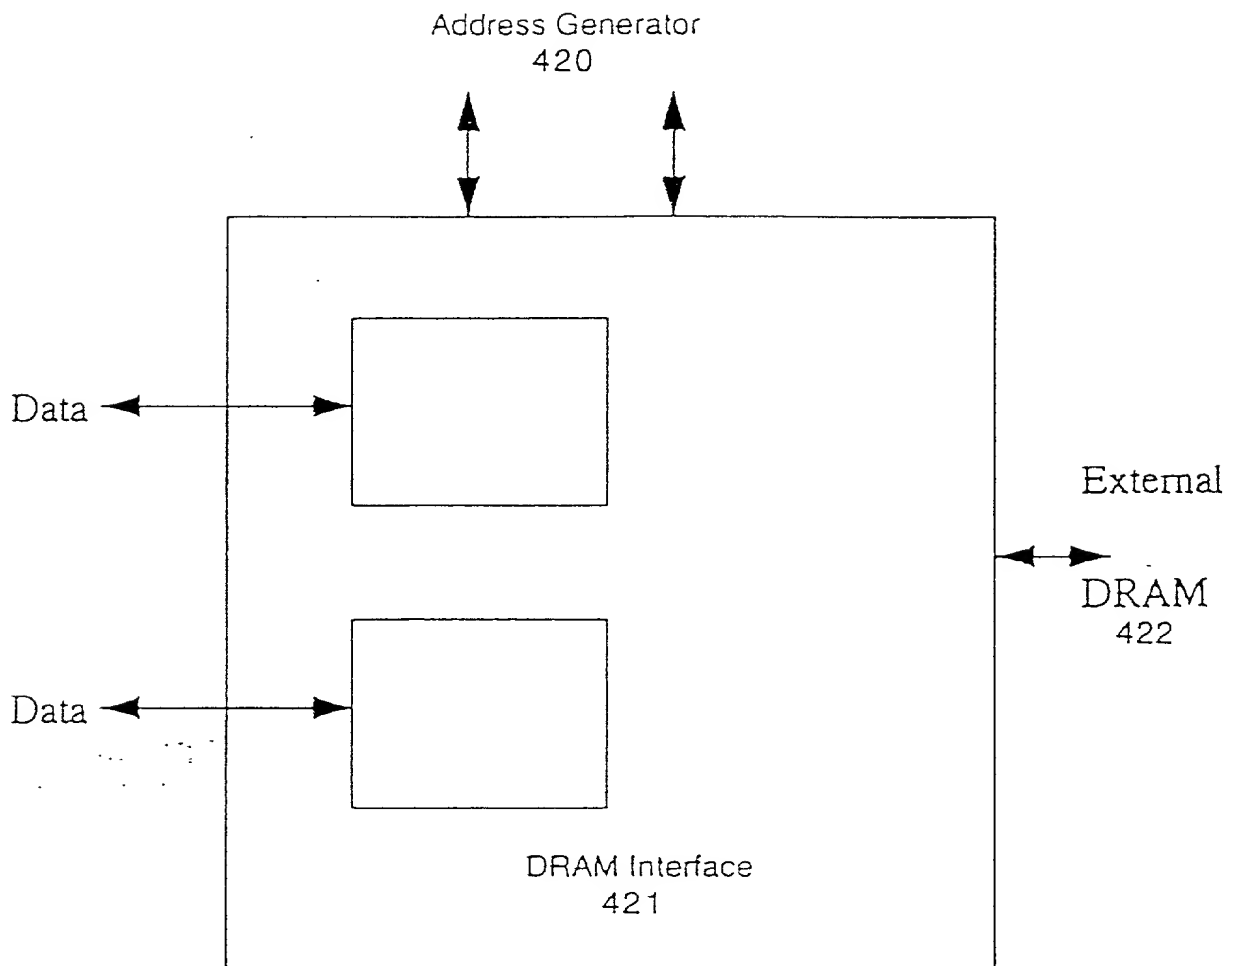 Address Generator
420
Data
External
DRAM
422
Data
DRAM Interface
421